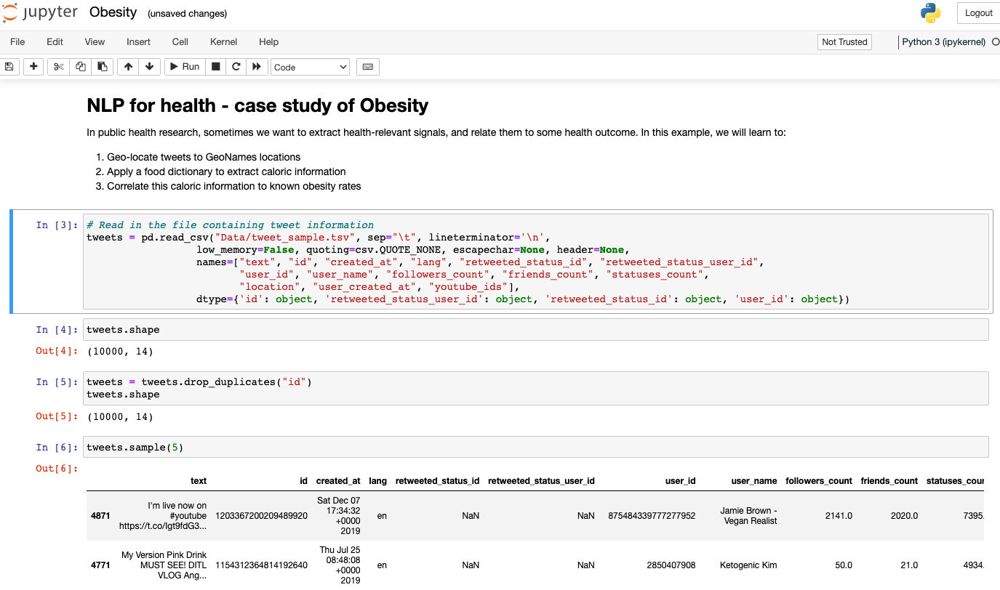 jupyter Obesity (unsaved changes) Logout
File Edit View Insert Cell Kernel Help Not Trusted Python 3 (ipykernel)
Run Code
NLP for health - case study of Obesity
In public health research, sometimes we want to extract health-relevant signals, and relate them to some health outcome. In this example, we will learn to:
1. Geo-locate tweets to GeoNames locations
2. Apply a food dictionary to extract caloric information
3. Correlate this caloric information to known obesity rates
In [3]: # Read in the file containing tweet information
tweets = pd.read_csv("Data/tweet_sample.tsv", sep="\t", lineterminator='\n',
low_memory=False, quoting=csv.QUOTE_NONE, escapechar=None, header=None,
names=["text", "id", "created_at", "lang", "retweeted_status_id", "retweeted_status_user_id",
"user_id", "user_name", "followers_count", "friends_count", "statuses_count",
"location", "user_created_at", "youtube_ids"],
dtype={'id': object, 'retweeted_status_user_id': object, 'retweeted_status_id': object, 'user_id': object})
In [4]: tweets.shape
Out[4]: (10000, 14)
In [5]: tweets = tweets.drop_duplicates("id")
tweets.shape
Out[5]: (10000, 14)
In [6]: tweets.sample(5)
Out[6]:
text id created_at lang retweeted_status_id retweeted_status_user_id user_id user_name followers_count friends_count statuses_cour
4871 I'm live now on #youtube https://t.co/lgt9fdG3... 1203367200209489920 Sat Dec 07 17:34:32 +0000 2019 en NaN NaN 875484339777277952 Jamie Brown - Vegan Realist 2141.0 2020.0 7395.
4771 My Version Pink Drink MUST SEE! DITL VLOG Ang... 1154312364814192640 Thu Jul 25 08:48:08 +0000 2019 en NaN NaN 2850407908 Ketogenic Kim 50.0 21.0 4934.